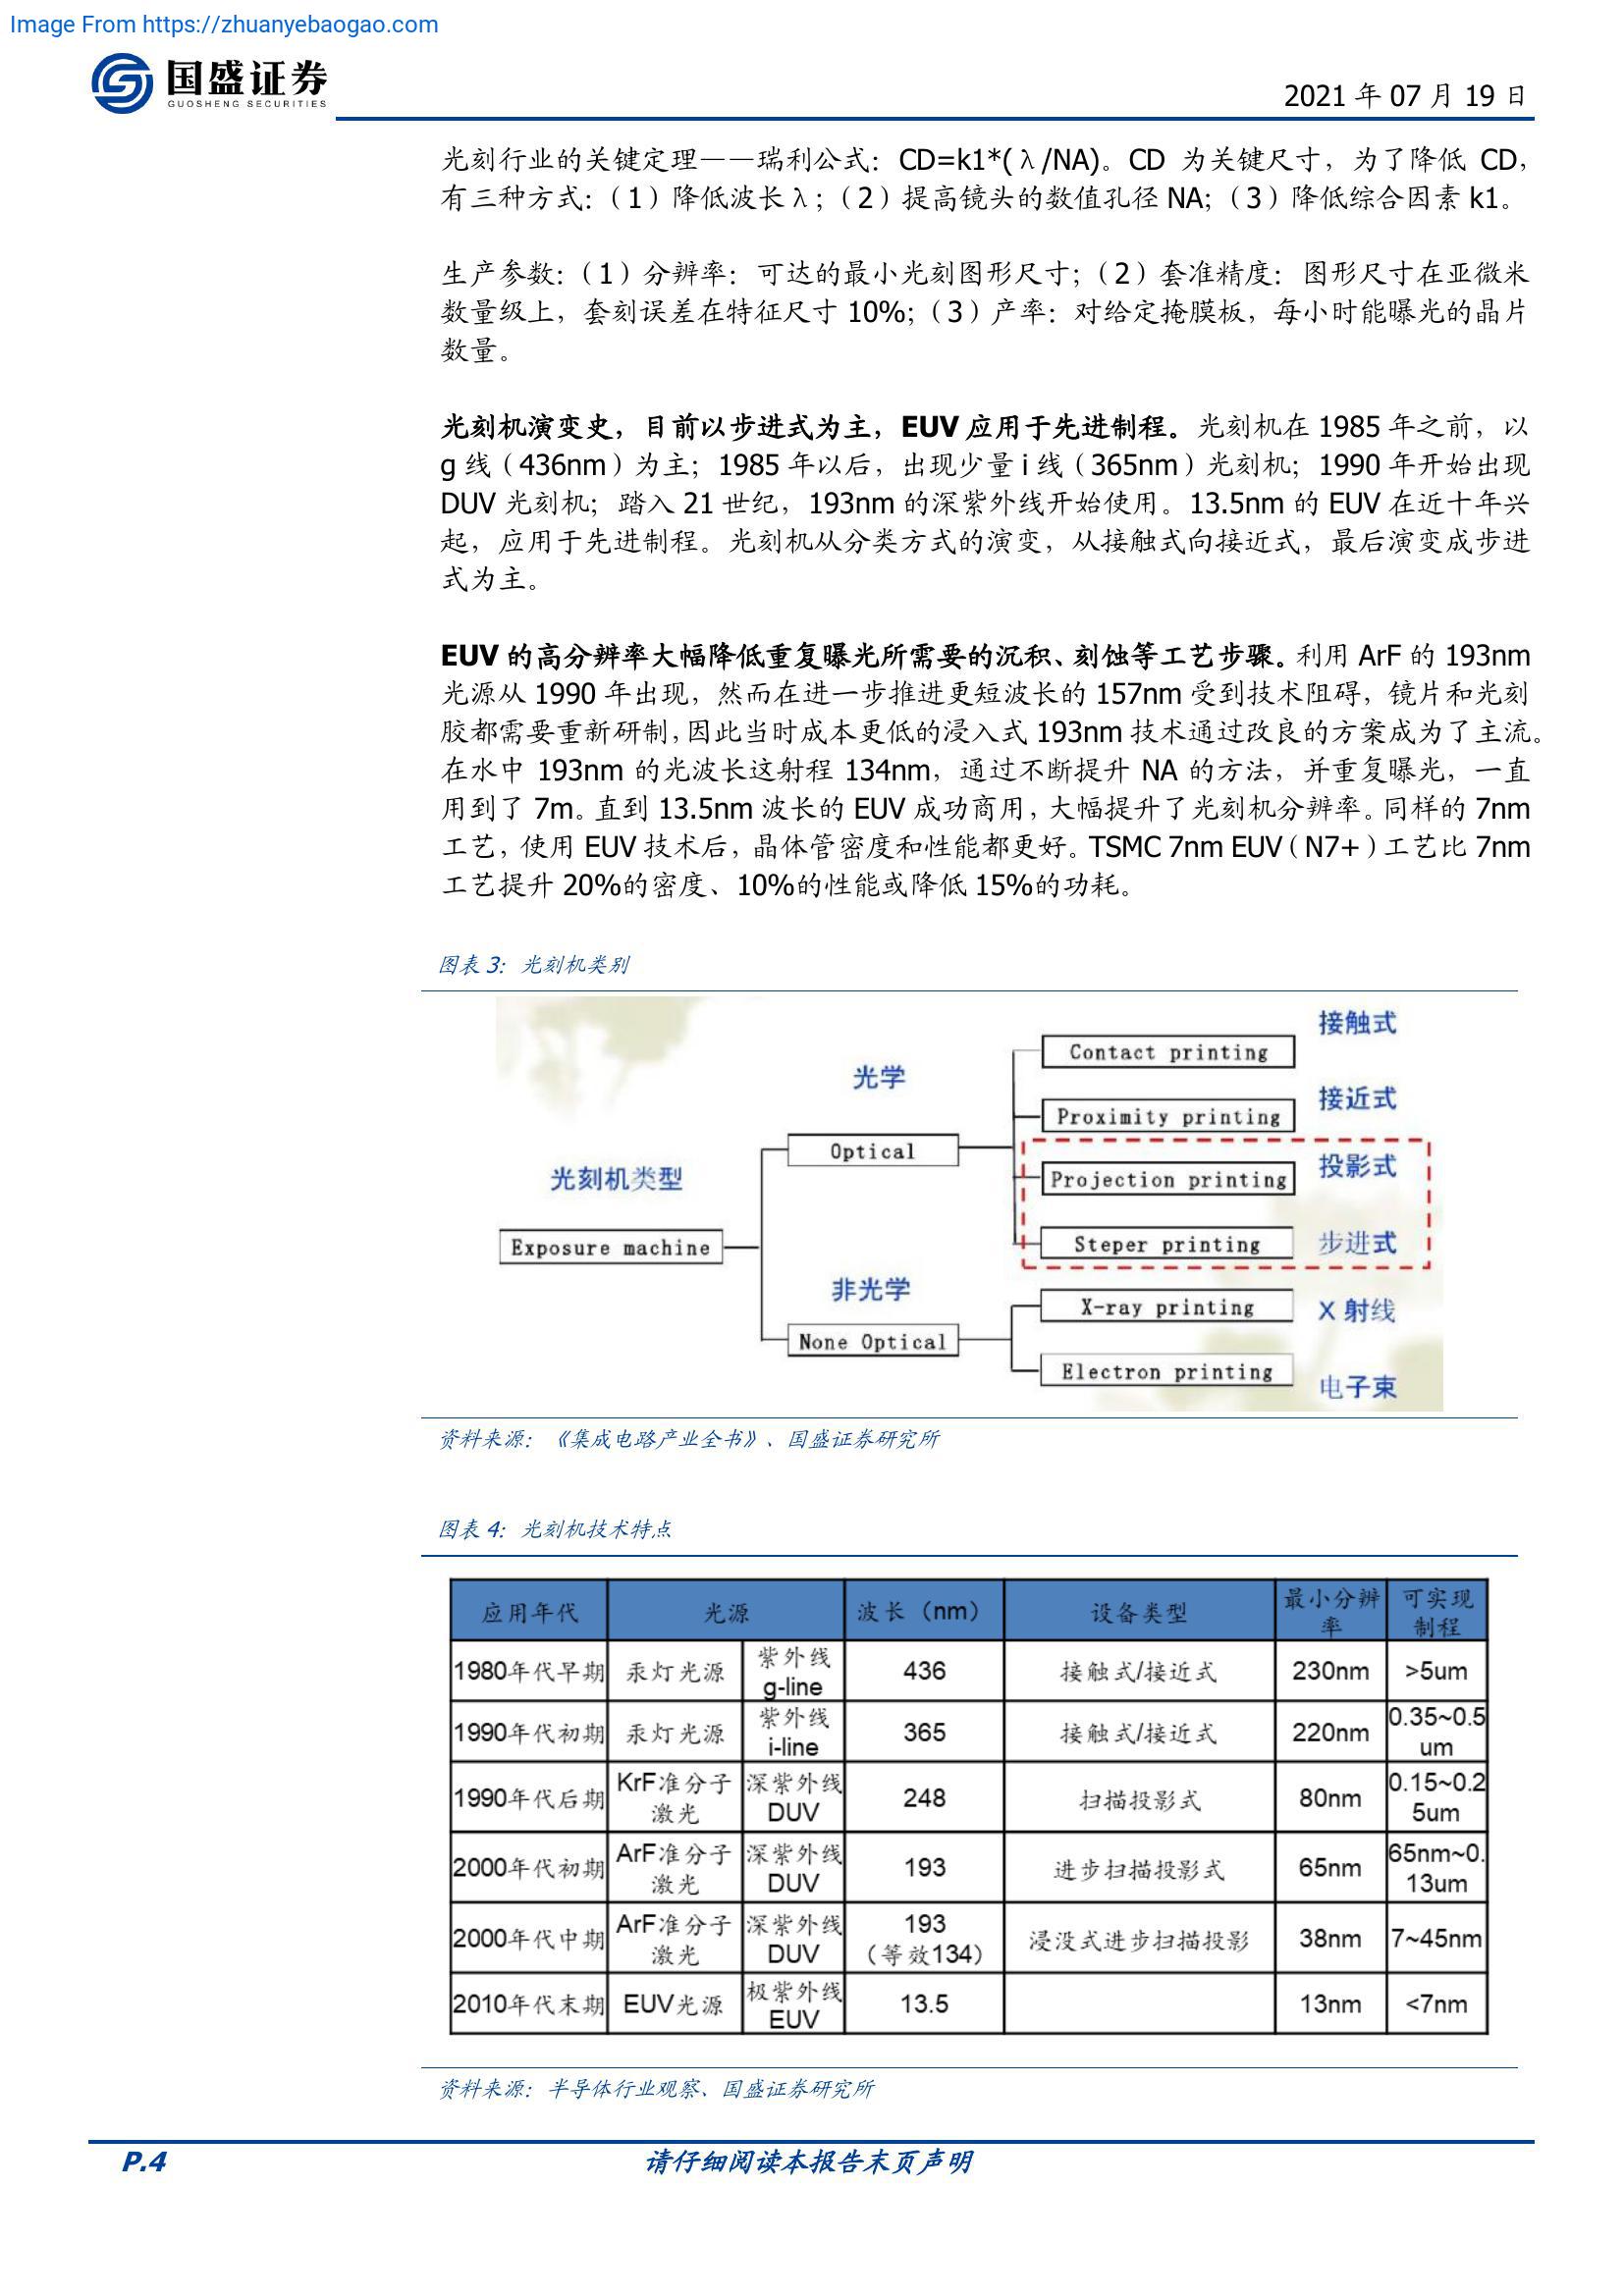 Image From https://zhuanyebaogao.com
国盛证券
GUOSHENG SECURITIES
2021 年 07 月 19 日
光刻行业的关键定理——瑞利公式：CD=k1*(λ/NA)。CD 为关键尺寸，为了降低 CD，
有三种方式：（1）降低波长λ；（2）提高镜头的数值孔径 NA；（3）降低综合因素 k1。
生产参数：（1）分辨率：可达的最小光刻图形尺寸；（2）套准精度：图形尺寸在亚微米
数量级上，套刻误差在特征尺寸 10%；（3）产率：对给定掩膜板，每小时能曝光的晶片
数量。
光刻机演变史，目前以步进式为主，EUV 应用于先进制程。光刻机在 1985 年之前，以
g 线（436nm）为主；1985 年以后，出现少量 i 线（365nm）光刻机；1990 年开始出现
DUV 光刻机；踏入 21 世纪，193nm 的深紫外线开始使用。13.5nm 的 EUV 在近十年兴
起，应用于先进制程。光刻机从分类方式的演变，从接触式向接近式，最后演变成步进
式为主。
EUV 的高分辨率大幅降低重复曝光所需要的沉积、刻蚀等工艺步骤。利用 ArF 的 193nm
光源从 1990 年出现，然而在进一步推进更短波长的 157nm 受到技术阻碍，镜片和光刻
胶都需要重新研制，因此当时成本更低的浸入式 193nm 技术通过改良的方案成为了主流。
在水中 193nm 的光波长这射程 134nm，通过不断提升 NA 的方法，并重复曝光，一直
用到了 7m。直到 13.5nm 波长的 EUV 成功商用，大幅提升了光刻机分辨率。同样的 7nm
工艺，使用 EUV 技术后，晶体管密度和性能都更好。TSMC 7nm EUV（N7+）工艺比 7nm
工艺提升 20%的密度、10%的性能或降低 15%的功耗。
图表 3：光刻机类别
接触式
Contact printing
光学
接近式
Proximity printing
Optical
投影式
光刻机类型
Projection printing
Exposure machine
Steper printing
步进式
非光学
X-ray printing
X 射线
None Optical
Electron printing
电子束
资料来源：《集成电路产业全书》、国盛证券研究所
图表 4：光刻机技术特点
应用年代 光源 波长（nm） 设备类型 最小分辨率 可实现制程
1980年代早期 汞灯光源 紫外线 g-line 436 接触式/接近式 230nm >5um
1990年代初期 汞灯光源 紫外线 i-line 365 接触式/接近式 220nm 0.35~0.5um
1990年代后期 KrF准分子激光 深紫外线 DUV 248 扫描投影式 80nm 0.15~0.25um
2000年代初期 ArF准分子激光 深紫外线 DUV 193 进步扫描投影式 65nm 65nm~0.13um
2000年代中期 ArF准分子激光 深紫外线 DUV 193（等效134） 浸没式进步扫描投影 38nm 7~45nm
2010年代末期 EUV光源 极紫外线 EUV 13.5 13nm <7nm
资料来源：半导体行业观察、国盛证券研究所
P.4
请仔细阅读本报告末页声明